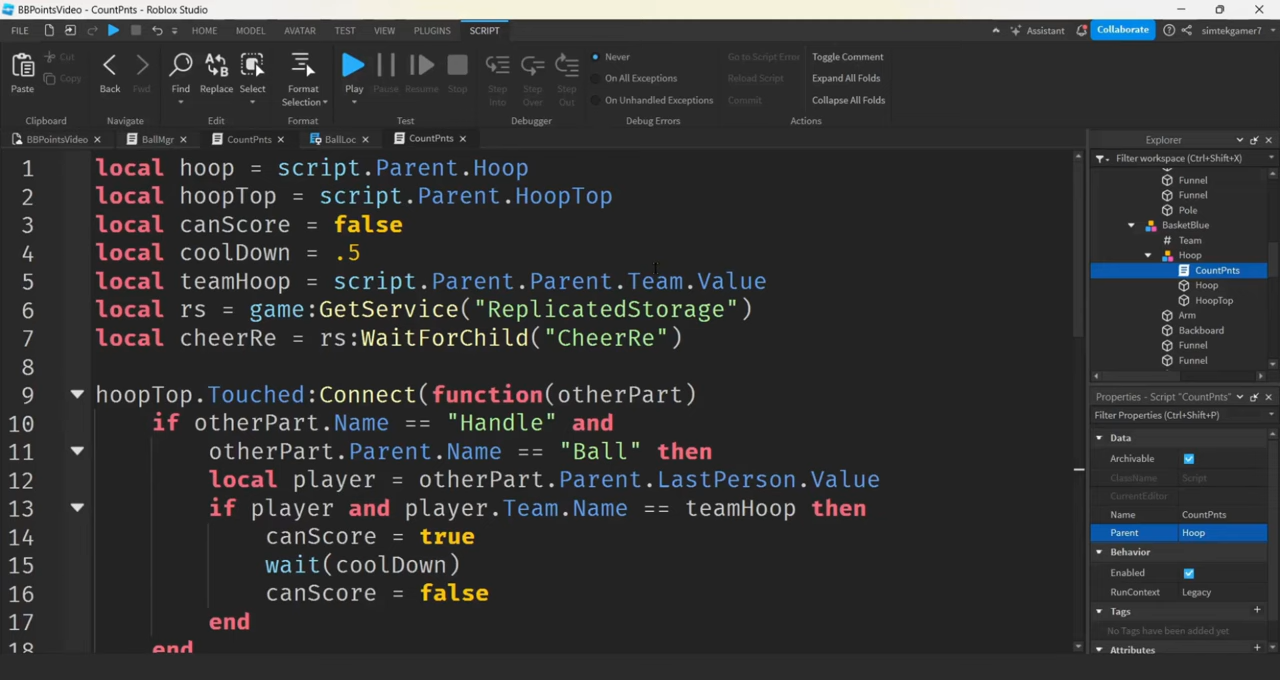 BBPointsVideo - CountPnts - Roblox Studio
FILE HOME MODEL AVATAR TEST VIEW PLUGINS SCRIPT Assistant Collaborate simtekgamer7
Paste Cut Copy Back Fwd Find Replace Select Format Selection Play Pause Resume Stop Step Into Step Over Step Out Never On All Exceptions On Unhandled Exceptions Go to Script Error Reload Script Commit Toggle Comment Expand All Folds Collapse All Folds
Clipboard Navigate Edit Format Test Debugger Debug Errors Actions
BBPointsVideo BallMgr CountPnts BallLoc CountPnts
1 local hoop = script.Parent.Hoop
2 local hoopTop = script.Parent.HoopTop
3 local canScore = false
4 local coolDown = .5
5 local teamHoop = script.Parent.Parent.Team.Value
6 local rs = game:GetService("ReplicatedStorage")
7 local cheerRe = rs:WaitForChild("CheerRe")
8
9 hoopTop.Touched:Connect(function(otherPart)
10 if otherPart.Name == "Handle" and
11 otherPart.Parent.Name == "Ball" then
12 local player = otherPart.Parent.LastPerson.Value
13 if player and player.Team.Name == teamHoop then
14 canScore = true
15 wait(coolDown)
16 canScore = false
17 end
18 end
Explorer
Filter workspace (Ctrl+Shift+X)
Funnel
Funnel
Pole
BasketBlue
# Team
Hoop
CountPnts
Hoop
HoopTop
Arm
Backboard
Funnel
Funnel
Properties - Script "CountPnts"
Filter Properties (Ctrl+Shift+P)
Data
Archivable
ClassName Script
CurrentEditor
Name CountPnts
Parent Hoop
Behavior
Enabled
RunContext Legacy
Tags
No Tags have been added yet
Attributes